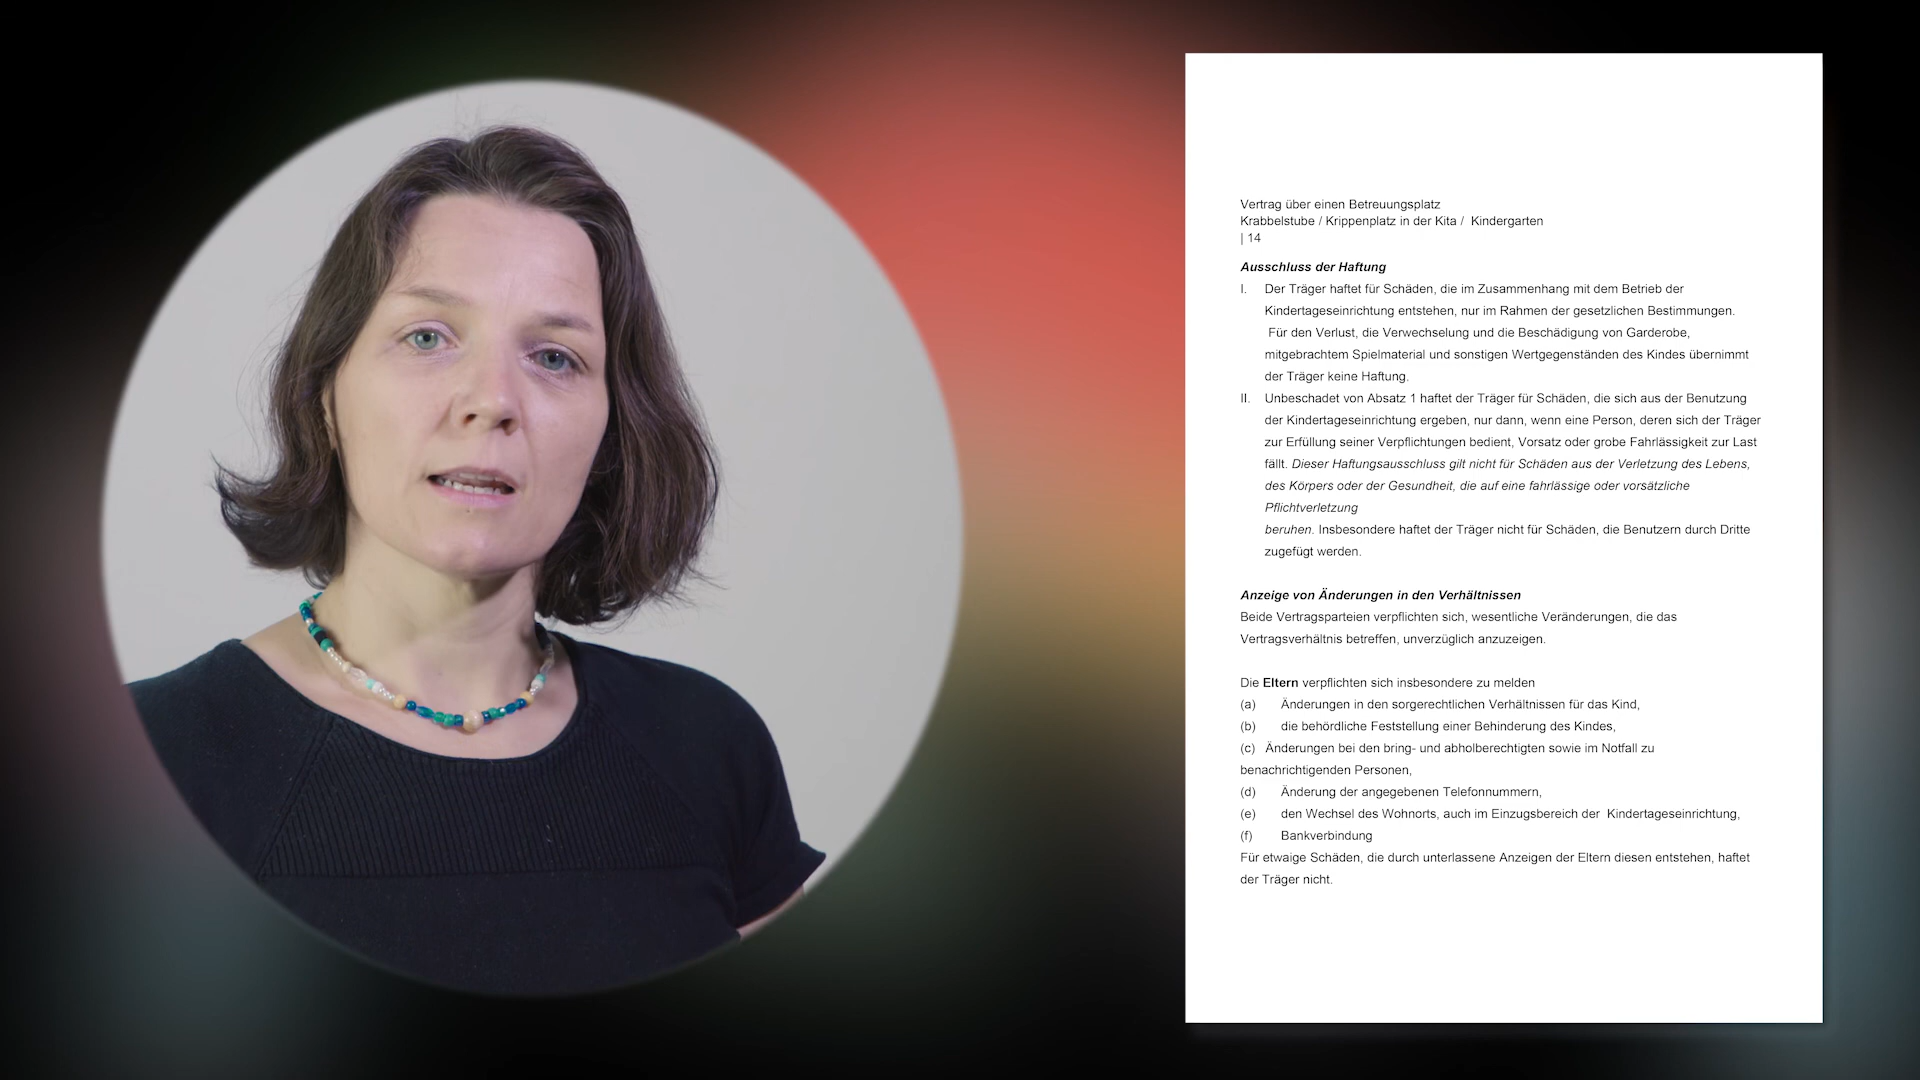 Vertrag über einen Betreuungsplatz
Krabbelstube / Krippenplatz in der Kita / Kindergarten
| 14
Ausschluss der Haftung
I. Der Träger haftet für Schäden, die im Zusammenhang mit dem Betrieb der
Kindertageseinrichtung entstehen, nur im Rahmen der gesetzlichen Bestimmungen.
Für den Verlust, die Verwechselung und die Beschädigung von Garderobe,
mitgebrachtem Spielmaterial und sonstigen Wertgegenständen des Kindes übernimmt
der Träger keine Haftung.
II. Unbeschadet von Absatz 1 haftet der Träger für Schäden, die sich aus der Benutzung
der Kindertageseinrichtung ergeben, nur dann, wenn eine Person, deren sich der Träger
zur Erfüllung seiner Verpflichtungen bedient, Vorsatz oder grobe Fahrlässigkeit zur Last
fällt. Dieser Haftungsausschluss gilt nicht für Schäden aus der Verletzung des Lebens,
des Körpers oder der Gesundheit, die auf eine fahrlässige oder vorsätzliche
Pflichtverletzung
beruhen. Insbesondere haftet der Träger nicht für Schäden, die Benutzern durch Dritte
zugefügt werden.
Anzeige von Änderungen in den Verhältnissen
Beide Vertragsparteien verpflichten sich, wesentliche Veränderungen, die das
Vertragsverhältnis betreffen, unverzüglich anzuzeigen.
Die Eltern verpflichten sich insbesondere zu melden
(a) Änderungen in den sorgerechtlichen Verhältnissen für das Kind,
(b) die behördliche Feststellung einer Behinderung des Kindes,
(c) Änderungen bei den bring- und abholberechtigten sowie im Notfall zu
benachrichtigenden Personen,
(d) Änderung der angegebenen Telefonnummern,
(e) den Wechsel des Wohnorts, auch im Einzugsbereich der Kindertageseinrichtung,
(f) Bankverbindung
Für etwaige Schäden, die durch unterlassene Anzeigen der Eltern diesen entstehen, haftet
der Träger nicht.